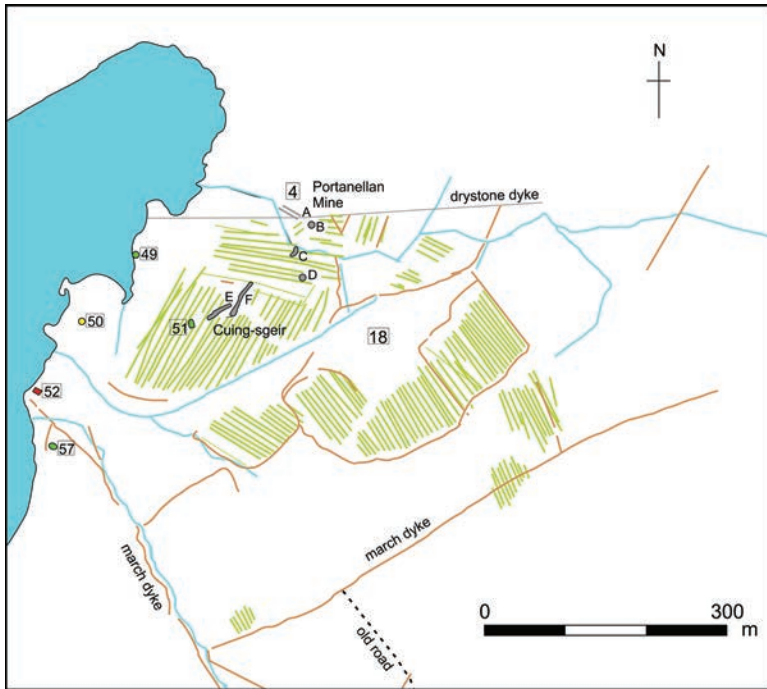 N
4
Portanellan
Mine
A
B
drystone dyke
49
C
D
50
51
E
F
Cuing-sgeir
18
52
57
march dyke
march dyke
old road
0
300
m